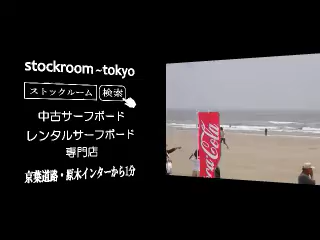 stockroom ~tokyo
ストックルーム 検索
中古サーフボード
レンタルサーフボード
専門店
京葉道路・原木インターから1分
Coca-Cola